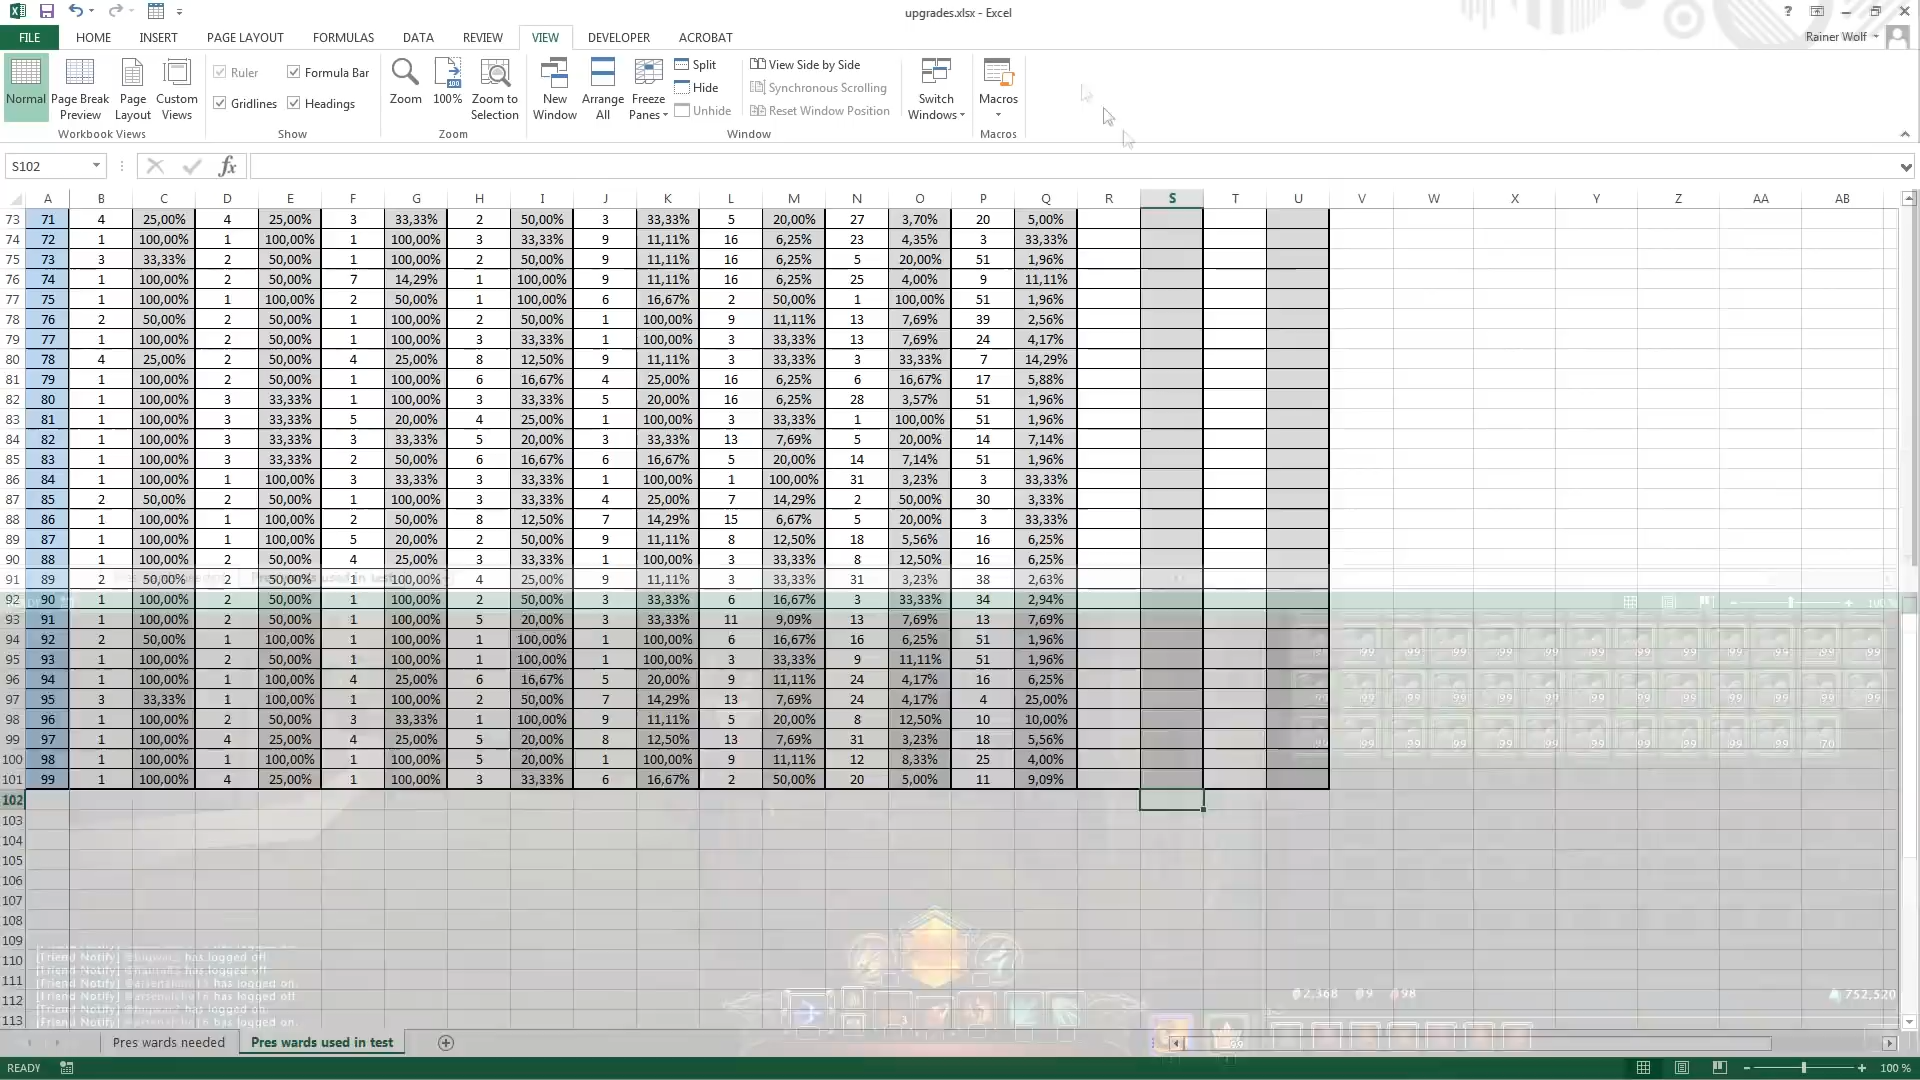 upgrades.xlsx - Excel
FILE HOME INSERT PAGE LAYOUT FORMULAS DATA REVIEW VIEW DEVELOPER ACROBAT Rainer Wolf
Normal Page Break Preview Page Layout Custom Views
Workbook Views
Ruler Formula Bar
Gridlines Headings
Show
Zoom 100% Zoom to Selection
Zoom
New Window Arrange All Freeze Panes
Split
Hide
Unhide
View Side by Side
Synchronous Scrolling
Reset Window Position
Window
Switch Windows
Macros
Macros
S102 fx
A B C D E F G H I J K L M N O P Q R S T U V W X Y Z AA AB
73 71 4 25,00% 4 25,00% 3 33,33% 2 50,00% 3 33,33% 5 20,00% 27 3,70% 20 5,00%
74 72 1 100,00% 1 100,00% 1 100,00% 3 33,33% 9 11,11% 16 6,25% 23 4,35% 3 33,33%
75 73 3 33,33% 2 50,00% 1 100,00% 2 50,00% 9 11,11% 16 6,25% 5 20,00% 51 1,96%
76 74 1 100,00% 2 50,00% 7 14,29% 1 100,00% 9 11,11% 16 6,25% 25 4,00% 9 11,11%
77 75 1 100,00% 1 100,00% 2 50,00% 1 100,00% 6 16,67% 2 50,00% 1 100,00% 51 1,96%
78 76 2 50,00% 2 50,00% 1 100,00% 2 50,00% 1 100,00% 9 11,11% 13 7,69% 39 2,56%
79 77 1 100,00% 2 50,00% 1 100,00% 3 33,33% 1 100,00% 3 33,33% 13 7,69% 24 4,17%
80 78 4 25,00% 2 50,00% 4 25,00% 8 12,50% 9 11,11% 3 33,33% 3 33,33% 7 14,29%
81 79 1 100,00% 2 50,00% 1 100,00% 6 16,67% 4 25,00% 16 6,25% 6 16,67% 17 5,88%
82 80 1 100,00% 3 33,33% 1 100,00% 3 33,33% 5 20,00% 16 6,25% 28 3,57% 51 1,96%
83 81 1 100,00% 3 33,33% 5 20,00% 4 25,00% 1 100,00% 3 33,33% 1 100,00% 51 1,96%
84 82 1 100,00% 3 33,33% 3 33,33% 5 20,00% 3 33,33% 13 7,69% 5 20,00% 14 7,14%
85 83 1 100,00% 3 33,33% 2 50,00% 6 16,67% 6 16,67% 5 20,00% 14 7,14% 51 1,96%
86 84 1 100,00% 1 100,00% 3 33,33% 3 33,33% 1 100,00% 1 100,00% 31 3,23% 3 33,33%
87 85 2 50,00% 2 50,00% 1 100,00% 3 33,33% 4 25,00% 7 14,29% 2 50,00% 30 3,33%
88 86 1 100,00% 1 100,00% 2 50,00% 8 12,50% 7 14,29% 15 6,67% 5 20,00% 3 33,33%
89 87 1 100,00% 1 100,00% 5 20,00% 2 50,00% 9 11,11% 8 12,50% 18 5,56% 16 6,25%
90 88 1 100,00% 2 50,00% 4 25,00% 3 33,33% 1 100,00% 3 33,33% 8 12,50% 16 6,25%
91 89 2 50,00% 2 50,00% 1 100,00% 4 25,00% 9 11,11% 3 33,33% 31 3,23% 38 2,63%
92 90 1 100,00% 2 50,00% 1 100,00% 2 50,00% 3 33,33% 6 16,67% 3 33,33% 34 2,94%
93 91 1 100,00% 2 50,00% 1 100,00% 5 20,00% 3 33,33% 11 9,09% 13 7,69% 13 7,69%
94 92 2 50,00% 1 100,00% 1 100,00% 1 100,00% 1 100,00% 6 16,67% 16 6,25% 51 1,96%
95 93 1 100,00% 2 50,00% 1 100,00% 1 100,00% 1 100,00% 3 33,33% 9 11,11% 51 1,96%
96 94 1 100,00% 1 100,00% 4 25,00% 6 16,67% 5 20,00% 9 11,11% 24 4,17% 16 6,25%
97 95 3 33,33% 1 100,00% 1 100,00% 2 50,00% 7 14,29% 13 7,69% 24 4,17% 4 25,00%
98 96 1 100,00% 2 50,00% 3 33,33% 1 100,00% 9 11,11% 5 20,00% 8 12,50% 10 10,00%
99 97 1 100,00% 4 25,00% 4 25,00% 5 20,00% 8 12,50% 13 7,69% 31 3,23% 18 5,56%
100 98 1 100,00% 1 100,00% 1 100,00% 5 20,00% 1 100,00% 9 11,11% 12 8,33% 25 4,00%
101 99 1 100,00% 4 25,00% 1 100,00% 3 33,33% 6 16,67% 2 50,00% 20 5,00% 11 9,09%
102
103
104
105
106
107
108
109
110
111
112
113
[Friend Notify] has logged off
[Friend Notify] has logged off.
[Friend Notify] has logged on.
[Friend Notify] has logged off
[Friend Notify] has logged on.
[Friend Notify] has logged on.
2,368 9 98 752,520
Pres wards needed Pres wards used in test
READY 100 %